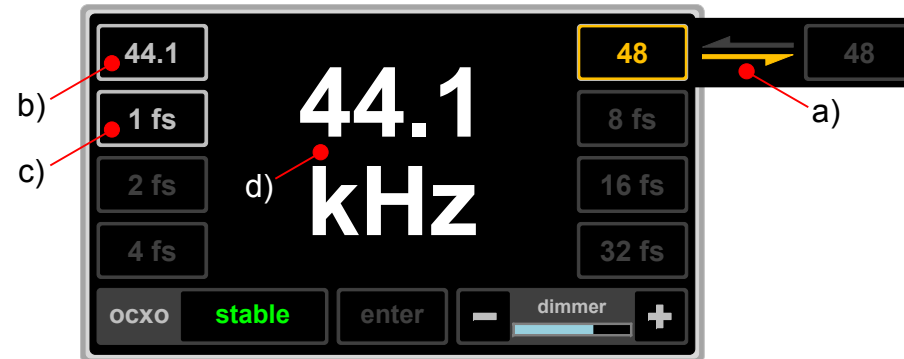 44.1
48
48
b)
a)
44.1
kHz
1 fs
8 fs
c)
d)
2 fs
16 fs
4 fs
32 fs
ocxo
stable
enter
dimmer